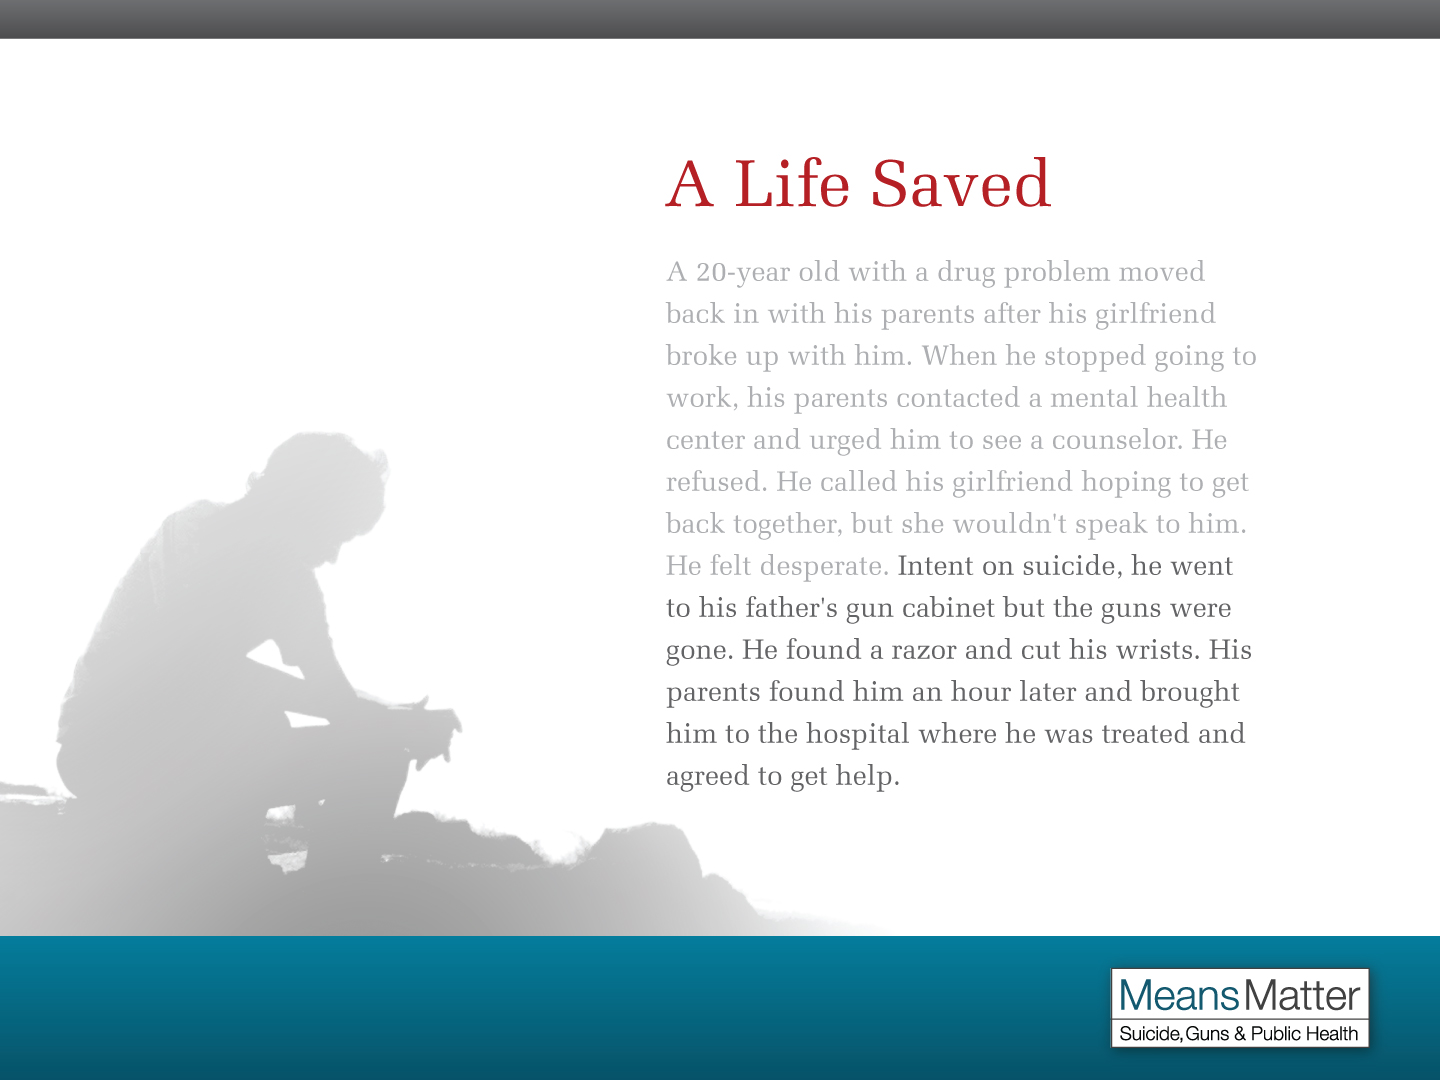 A Life Saved
A 20-year old with a drug problem moved
back in with his parents after his girlfriend
broke up with him. When he stopped going to
work, his parents contacted a mental health
center and urged him to see a counselor. He
refused. He called his girlfriend hoping to get
back together, but she wouldn't speak to him.
He felt desperate. Intent on suicide, he went
to his father's gun cabinet but the guns were
gone. He found a razor and cut his wrists. His
parents found him an hour later and brought
him to the hospital where he was treated and
agreed to get help.
MeansMatter
Suicide, Guns & Public Health